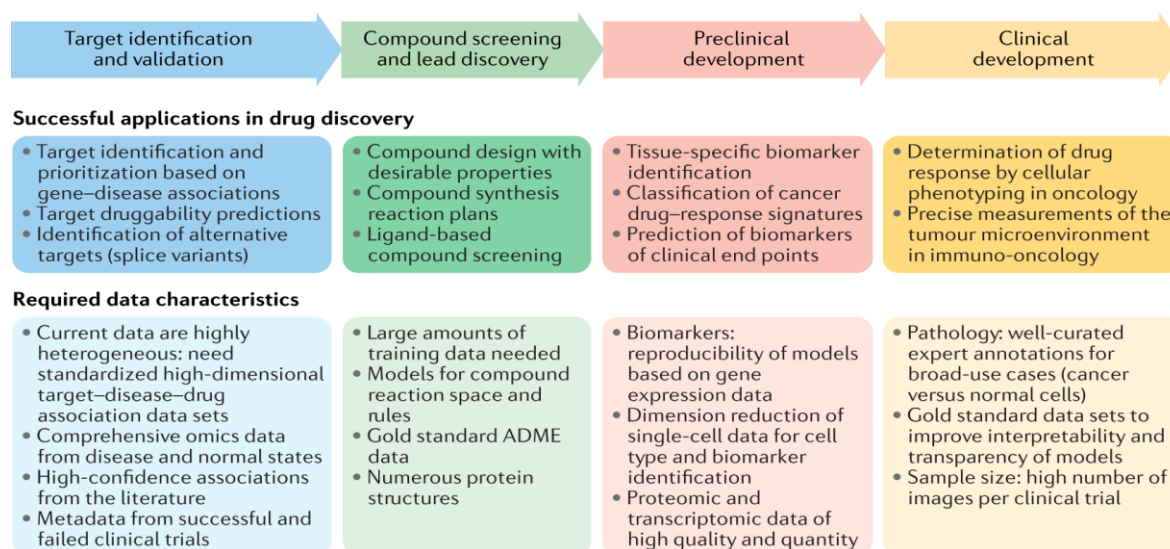 Target identification
and validation
Compound screening
and lead discovery
Preclinical
development
Clinical
development
Successful applications in drug discovery
• Target identification and
prioritization based on
gene–disease associations
• Target druggability predictions
• Identification of alternative
targets (splice variants)
• Compound design with
desirable properties
• Compound synthesis
reaction plans
• Ligand-based
compound screening
• Tissue-specific biomarker
identification
• Classification of cancer
drug–response signatures
• Prediction of biomarkers
of clinical end points
• Determination of drug
response by cellular
phenotyping in oncology
• Precise measurements of the
tumour microenvironment
in immuno-oncology
Required data characteristics
• Current data are highly
heterogeneous: need
standardized high-dimensional
target–disease–drug
association data sets
• Comprehensive omics data
from disease and normal states
• High-confidence associations
from the literature
• Metadata from successful and
failed clinical trials
• Large amounts of
training data needed
• Models for compound
reaction space and
rules
• Gold standard ADME
data
• Numerous protein
structures
• Biomarkers:
reproducibility of models
based on gene
expression data
• Dimension reduction of
single-cell data for cell
type and biomarker
identification
• Proteomic and
transcriptomic data of
high quality and quantity
• Pathology: well-curated
expert annotations for
broad-use cases (cancer
versus normal cells)
• Gold standard data sets to
improve interpretability and
transparency of models
• Sample size: high number of
images per clinical trial